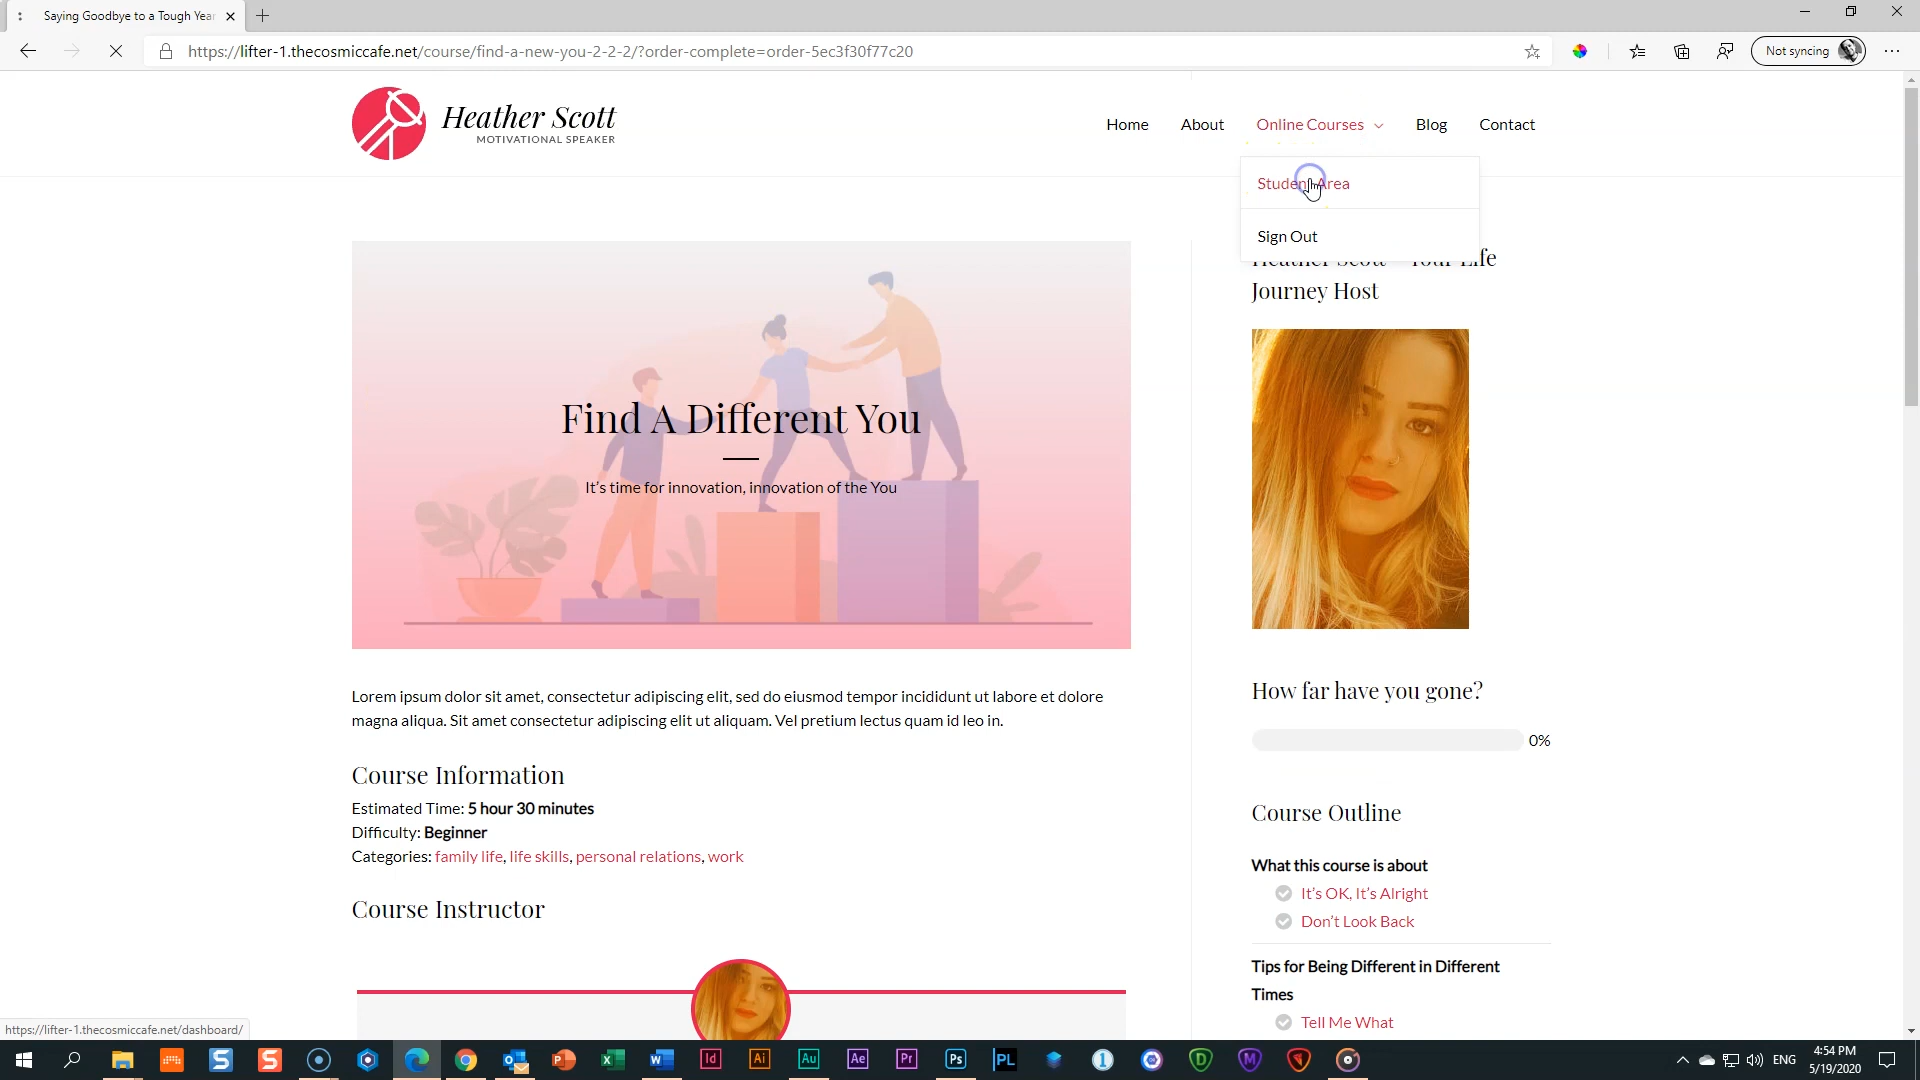 Saying Goodbye to a Tough Year
https://lifter-1.thecosmiccafe.net/course/find-a-new-you-2-2-2/?order-complete=order-5ec3f30f77c20
Not syncing
Heather Scott
MOTIVATIONAL SPEAKER
Home
About
Online Courses
Blog
Contact
Student Area
Sign Out
Heather Scott Your Life
Journey Host
Find A Different You
It's time for innovation, innovation of the You
How far have you gone?
0%
Lorem ipsum dolor sit amet, consectetur adipiscing elit, sed do eiusmod tempor incididunt ut labore et dolore
magna aliqua. Sit amet consectetur adipiscing elit ut aliquam. Vel pretium lectus quam id leo in.
Course Information
Estimated Time: 5 hour 30 minutes
Difficulty: Beginner
Categories: family life, life skills, personal relations, work
Course Instructor
Course Outline
What this course is about
It's OK, It's Alright
Don't Look Back
Tips for Being Different in Different
Times
Tell Me What
https://lifter-1.thecosmiccafe.net/dashboard/
Id
Ai
Au
Ae
Pr
Ps
PL
ENG
4:54 PM
5/19/2020